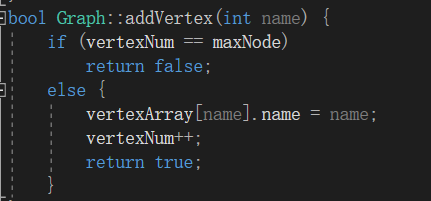 bool Graph::addVertex(int name) {
    if (vertexNum == maxNode)
        return false;
    else {
        vertexArray[name].name = name;
        vertexNum++;
        return true;
    }